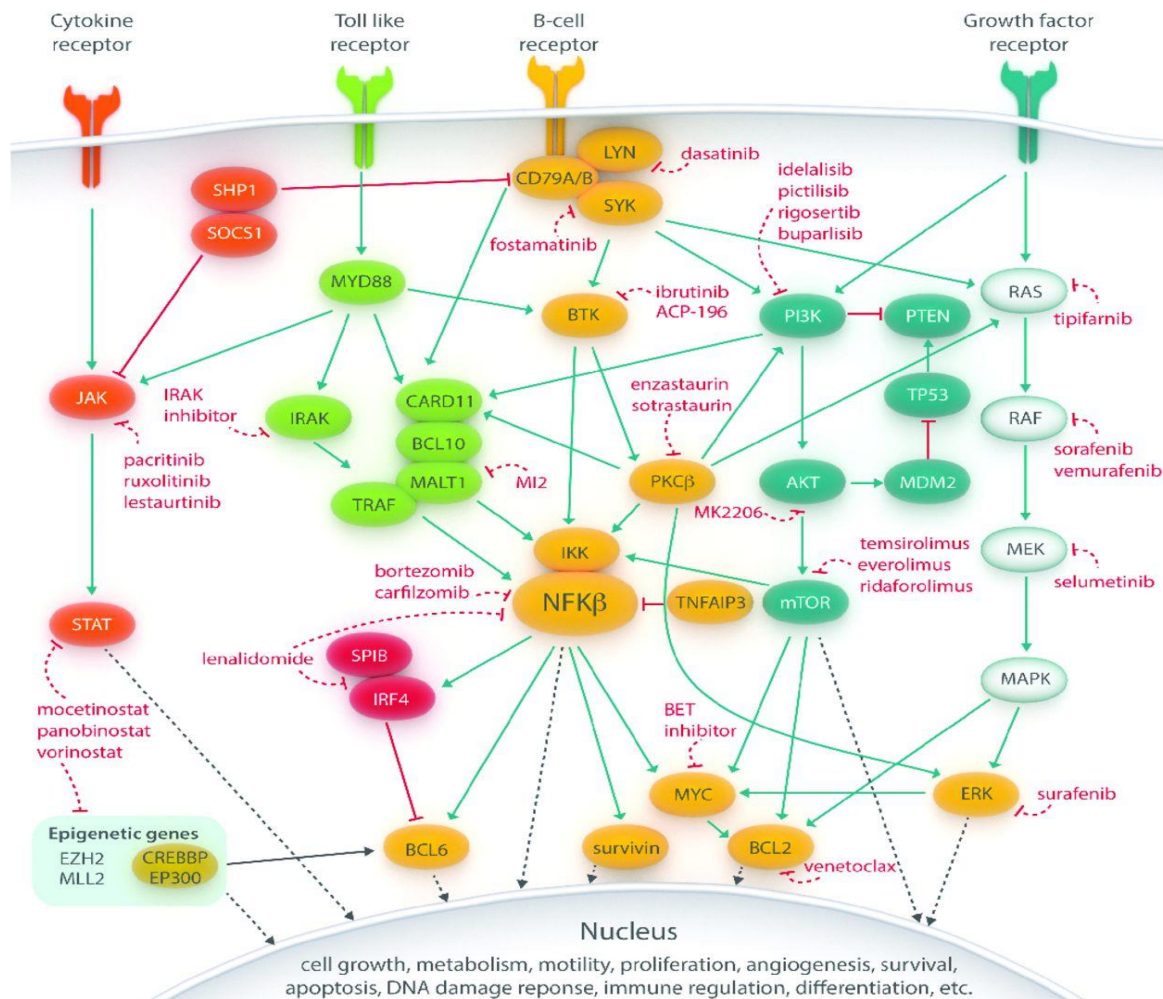 Cytokine
receptor
Toll like
receptor
B-cell
receptor
Growth factor
receptor
LYN
dasatinib
CD79A/B
SYK
fostamatinib
SHP1
SOCS1
idelalisib
pictilisib
rigosertib
buparlisib
MYD88
BTK
ibrutinib
ACP-196
PI3K
PTEN
RAS
tipifarnib
JAK
IRAK
inhibitor
IRAK
CARD11
BCL10
MALT1
TRAF
MI2
enzastaurin
sotrastaurin
PKCβ
TP53
RAF
sorafenib
vemurafenib
pacritinib
ruxolitinib
lestaurtinib
AKT
MDM2
MK2206
IKK
NFKβ
bortezomib
carfilzomib
TNFAIP3
mTOR
temsirolimus
everolimus
ridaforolimus
MEK
selumetinib
STAT
lenalidomide
SPIB
IRF4
MAPK
mocetinostat
panobinostat
vorinostat
BET
inhibitor
MYC
ERK
surafenib
Epigenetic genes
EZH2
MLL2
CREBBP
EP300
BCL6
survivin
BCL2
venetoclax
Nucleus
cell growth, metabolism, motility, proliferation, angiogenesis, survival,
apoptosis, DNA damage reponse, immune regulation, differentiation, etc.